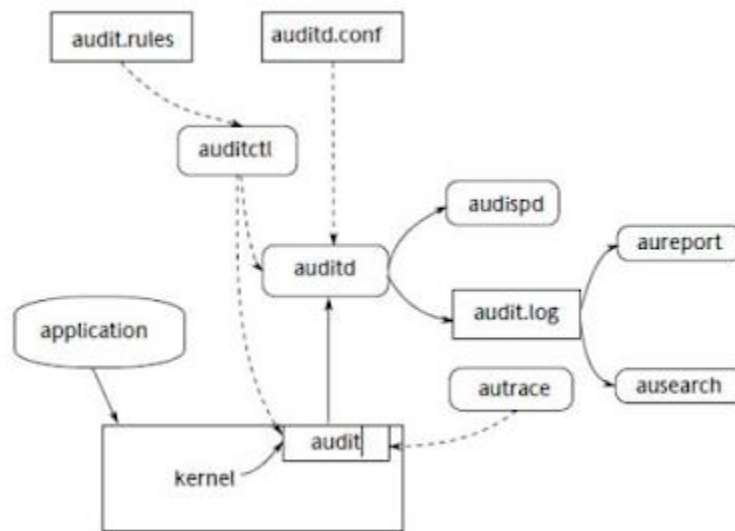 audit.rules
auditd.conf
auditctl
audispd
auditd
aureport
audit.log
application
autrace
ausearch
audit
kernel